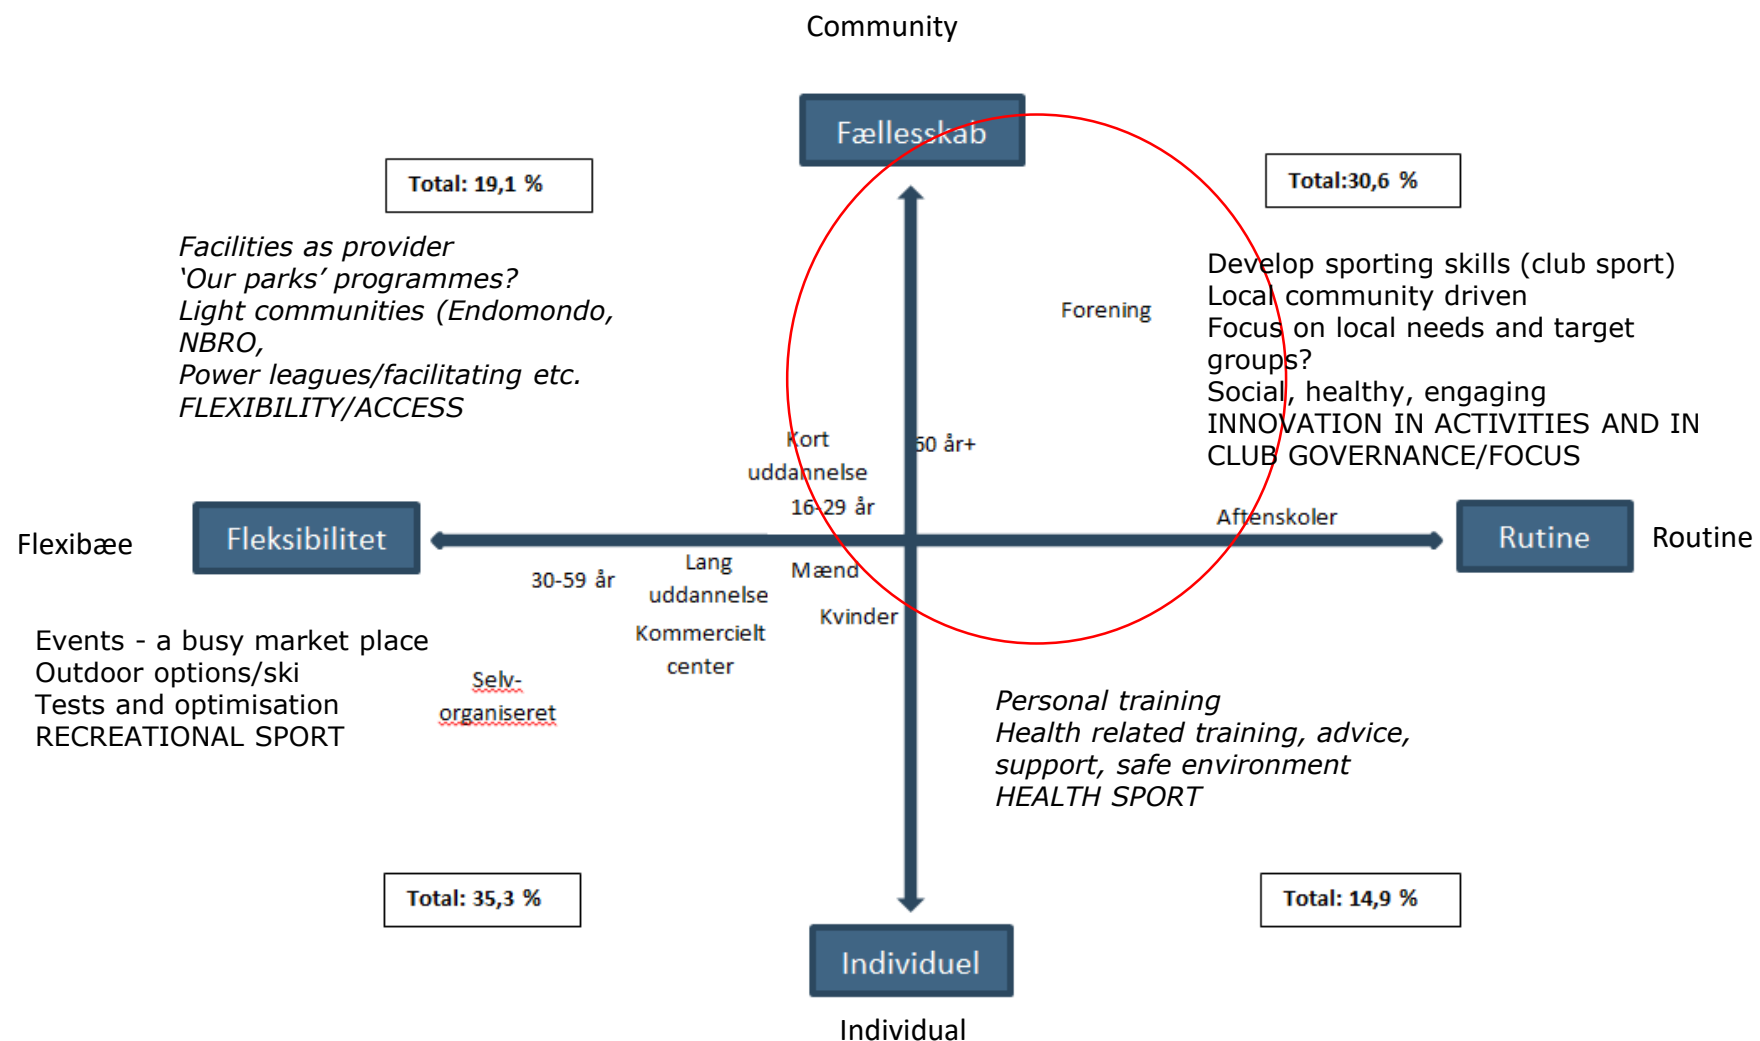 Community
Fællesskab
Total: 19,1 %
Total:30,6 %
Facilities as provider
‘Our parks’ programmes?
Light communities (Endomondo,
NBRO,
Power leagues/facilitating etc.
FLEXIBILITY/ACCESS
Forening
Develop sporting skills (club sport)
Local community driven
Focus on local needs and target
groups?
Social, healthy, engaging
INNOVATION IN ACTIVITIES AND IN
CLUB GOVERNANCE/FOCUS
Kort
uddannelse
60 år+
16-29 år
Aftenskoler
Flexibæe
Fleksibilitet
Rutine
Routine
30-59 år
Lang
uddannelse
Mænd
Kvinder
Kommercielt
center
Selv-
organiseret
Events - a busy market place
Outdoor options/ski
Tests and optimisation
RECREATIONAL SPORT
Personal training
Health related training, advice,
support, safe environment
HEALTH SPORT
Total: 35,3 %
Total: 14,9 %
Individuel
Individual